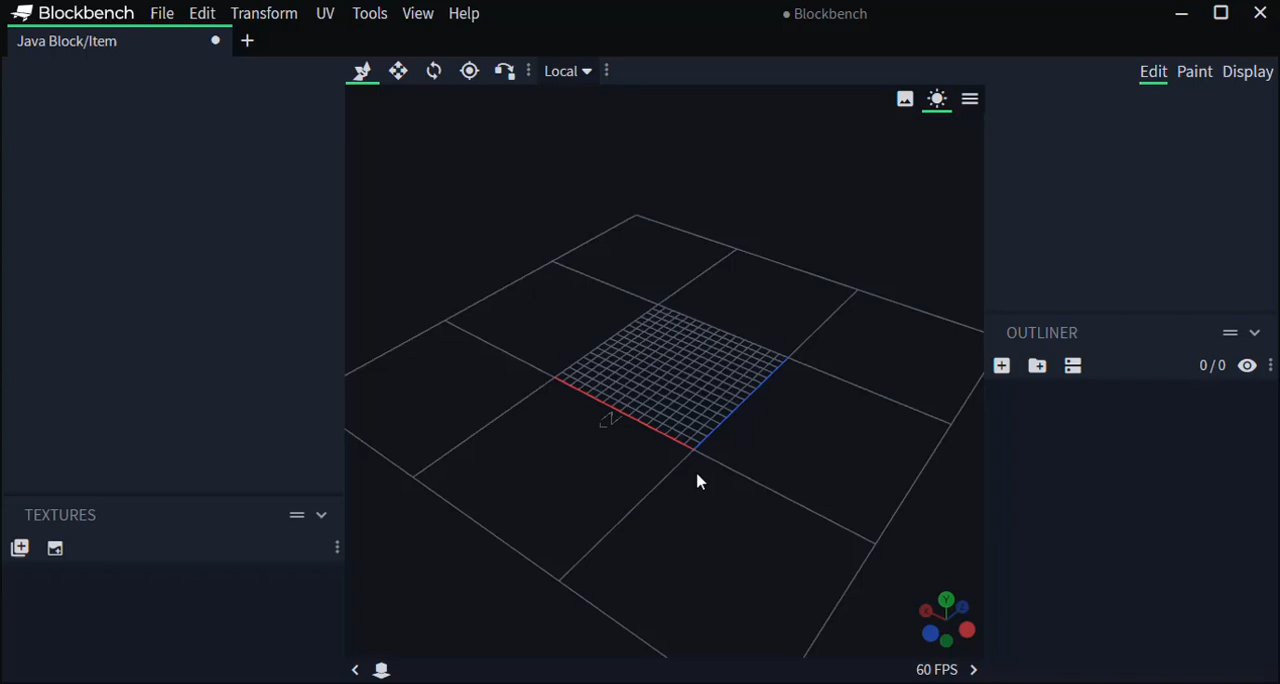 Blockbench File Edit Transform UV Tools View Help ● Blockbench
Java Block/Item ●
Local Edit Paint Display
OUTLINER
0 / 0
N
TEXTURES
Y
X Z
60 FPS